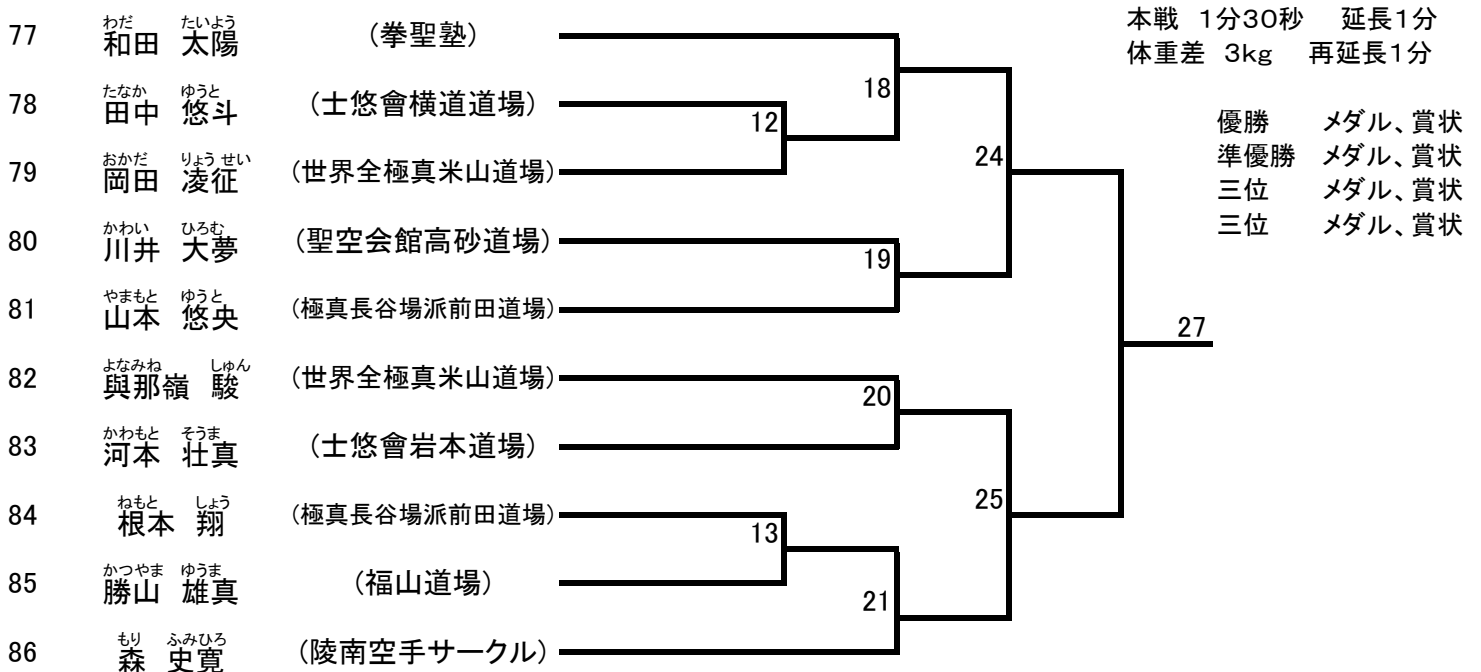 本戦 1分30秒 延長1分
体重差 3kg 再延長1分
優勝 メダル、賞状
準優勝 メダル、賞状
三位 メダル、賞状
三位 メダル、賞状
わだ たいよう
77 和田 太陽 (拳聖塾)
たなか ゆうと
78 田中 悠斗 (士悠會横道道場)
おかだ りょうせい
79 岡田 凌征 (世界全極真米山道場)
かわい ひろむ
80 川井 大夢 (聖空会館高砂道場)
やまもと ゆうと
81 山本 悠央 (極真長谷場派前田道場)
よなみね しゅん
82 與那嶺 駿 (世界全極真米山道場)
かわもと そうま
83 河本 壮真 (士悠會岩本道場)
ねもと しょう
84 根本 翔 (極真長谷場派前田道場)
かつやま ゆうま
85 勝山 雄真 (福山道場)
もり ふみひろ
86 森 史寛 (陵南空手サークル)
12
13
18
19
20
21
24
25
27